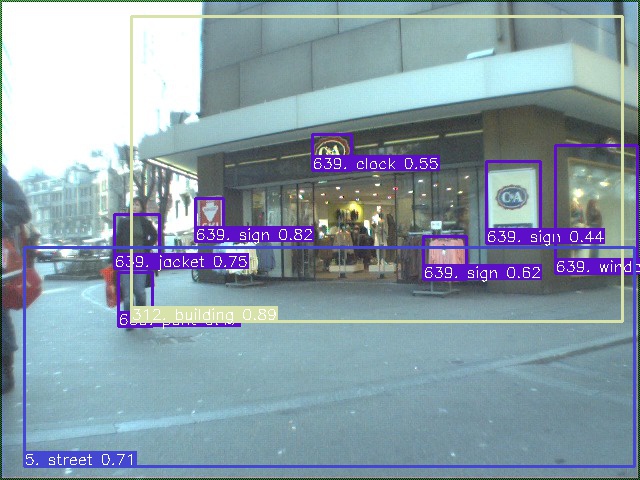 C&A
639. clock 0.55
C&A
639. sign 0.82
639. sign 0.44
639. jacket 0.75
639. sign 0.62
639. windo
312. building 0.89
5. street 0.71